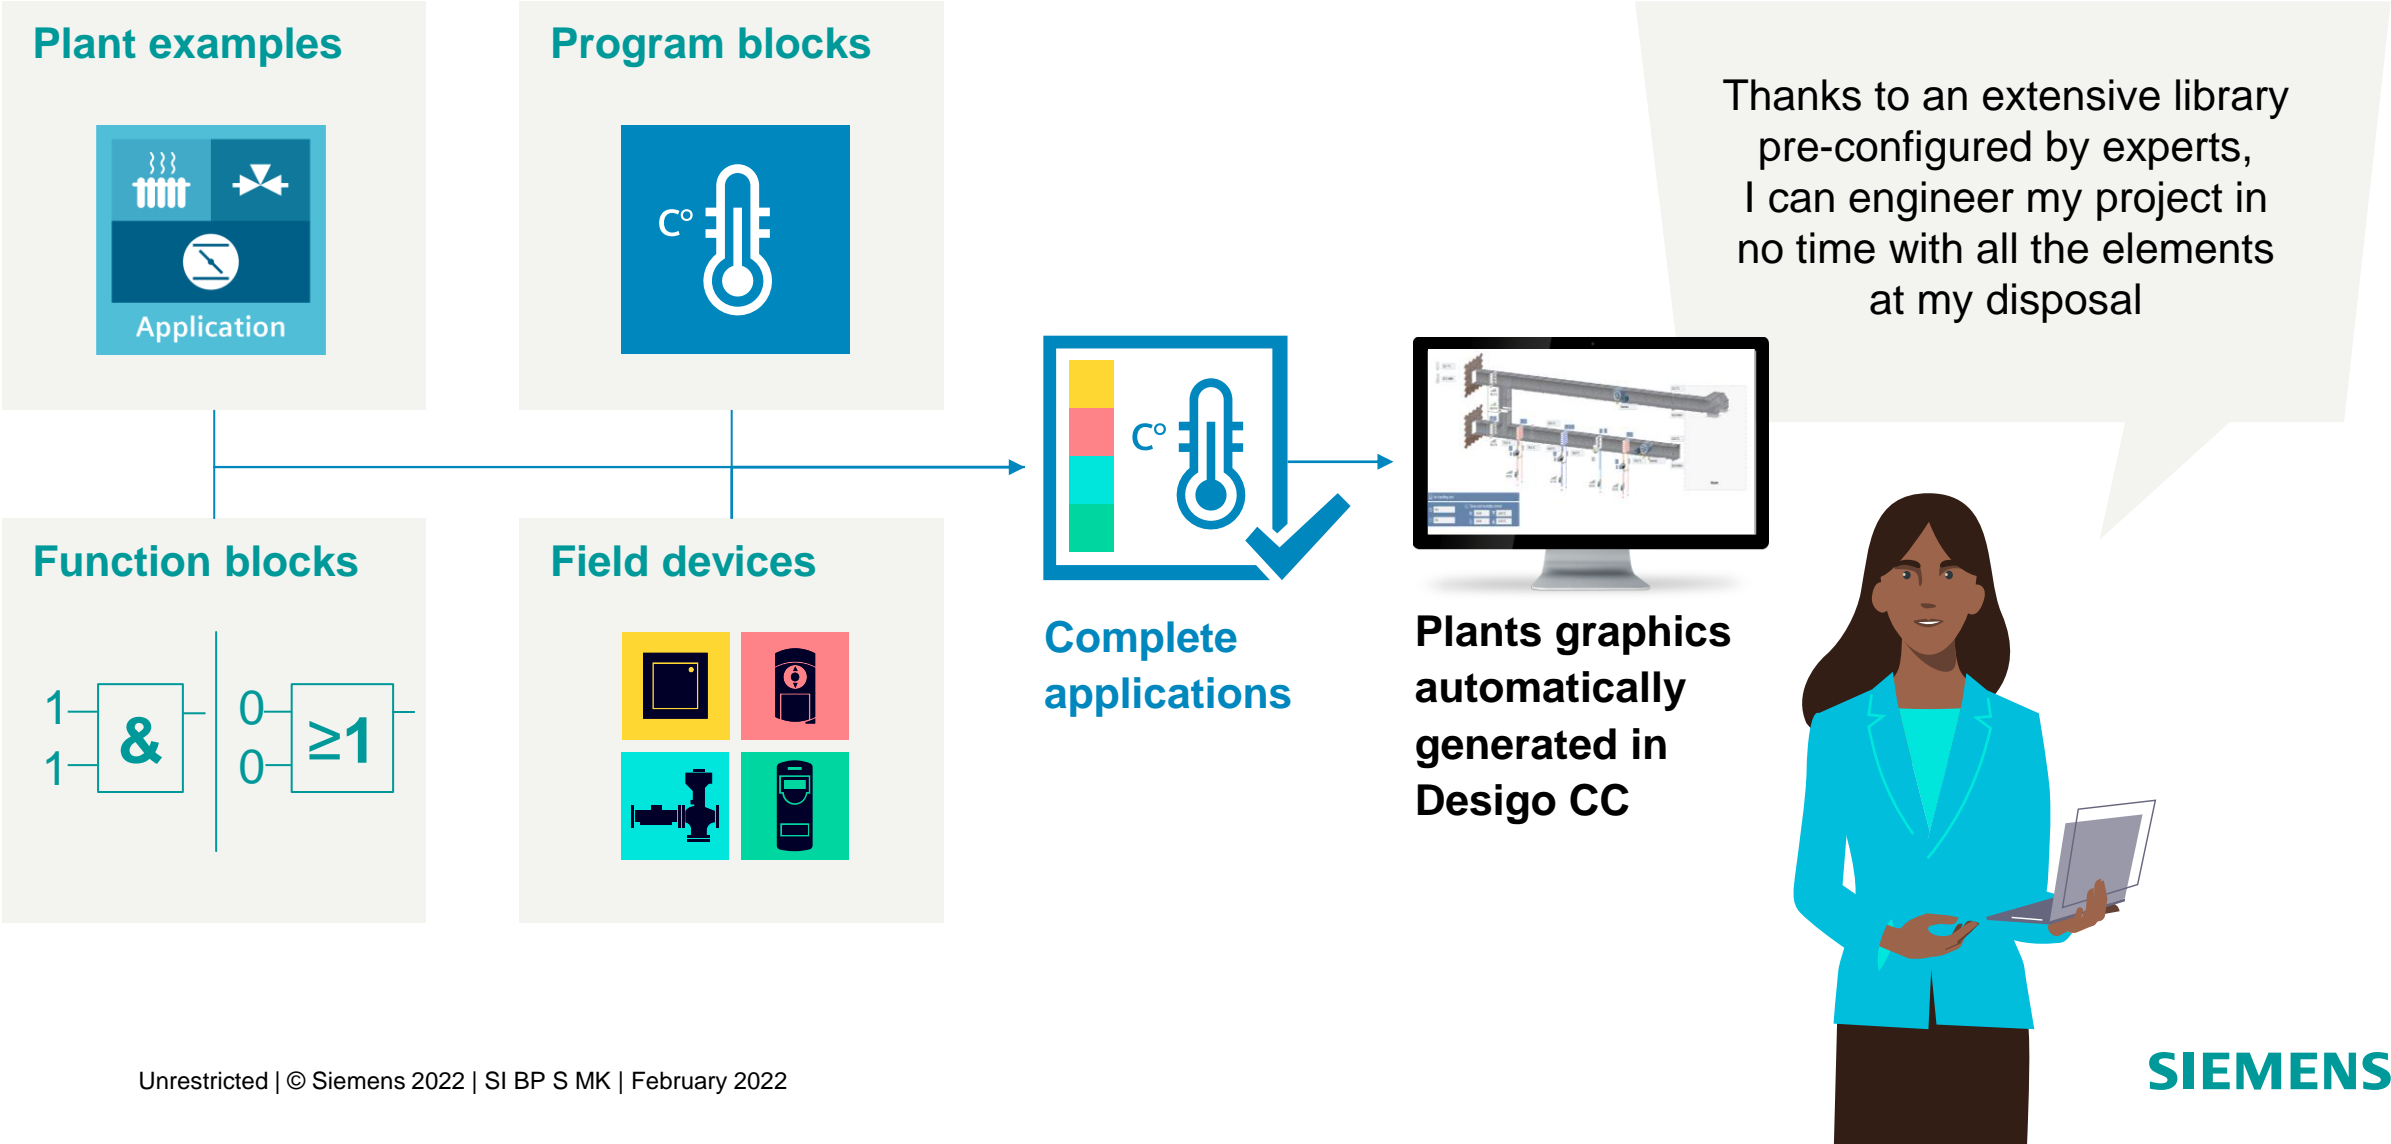 Plant examples
Application
Program blocks
C°
Function blocks
1
1
&
0
0
≥1
Field devices
C°
Complete
applications
Plants graphics
automatically
generated in
Desigo CC
Thanks to an extensive library
pre-configured by experts,
I can engineer my project in
no time with all the elements
at my disposal
Unrestricted | © Siemens 2022 | SI BP S MK | February 2022
SIEMENS